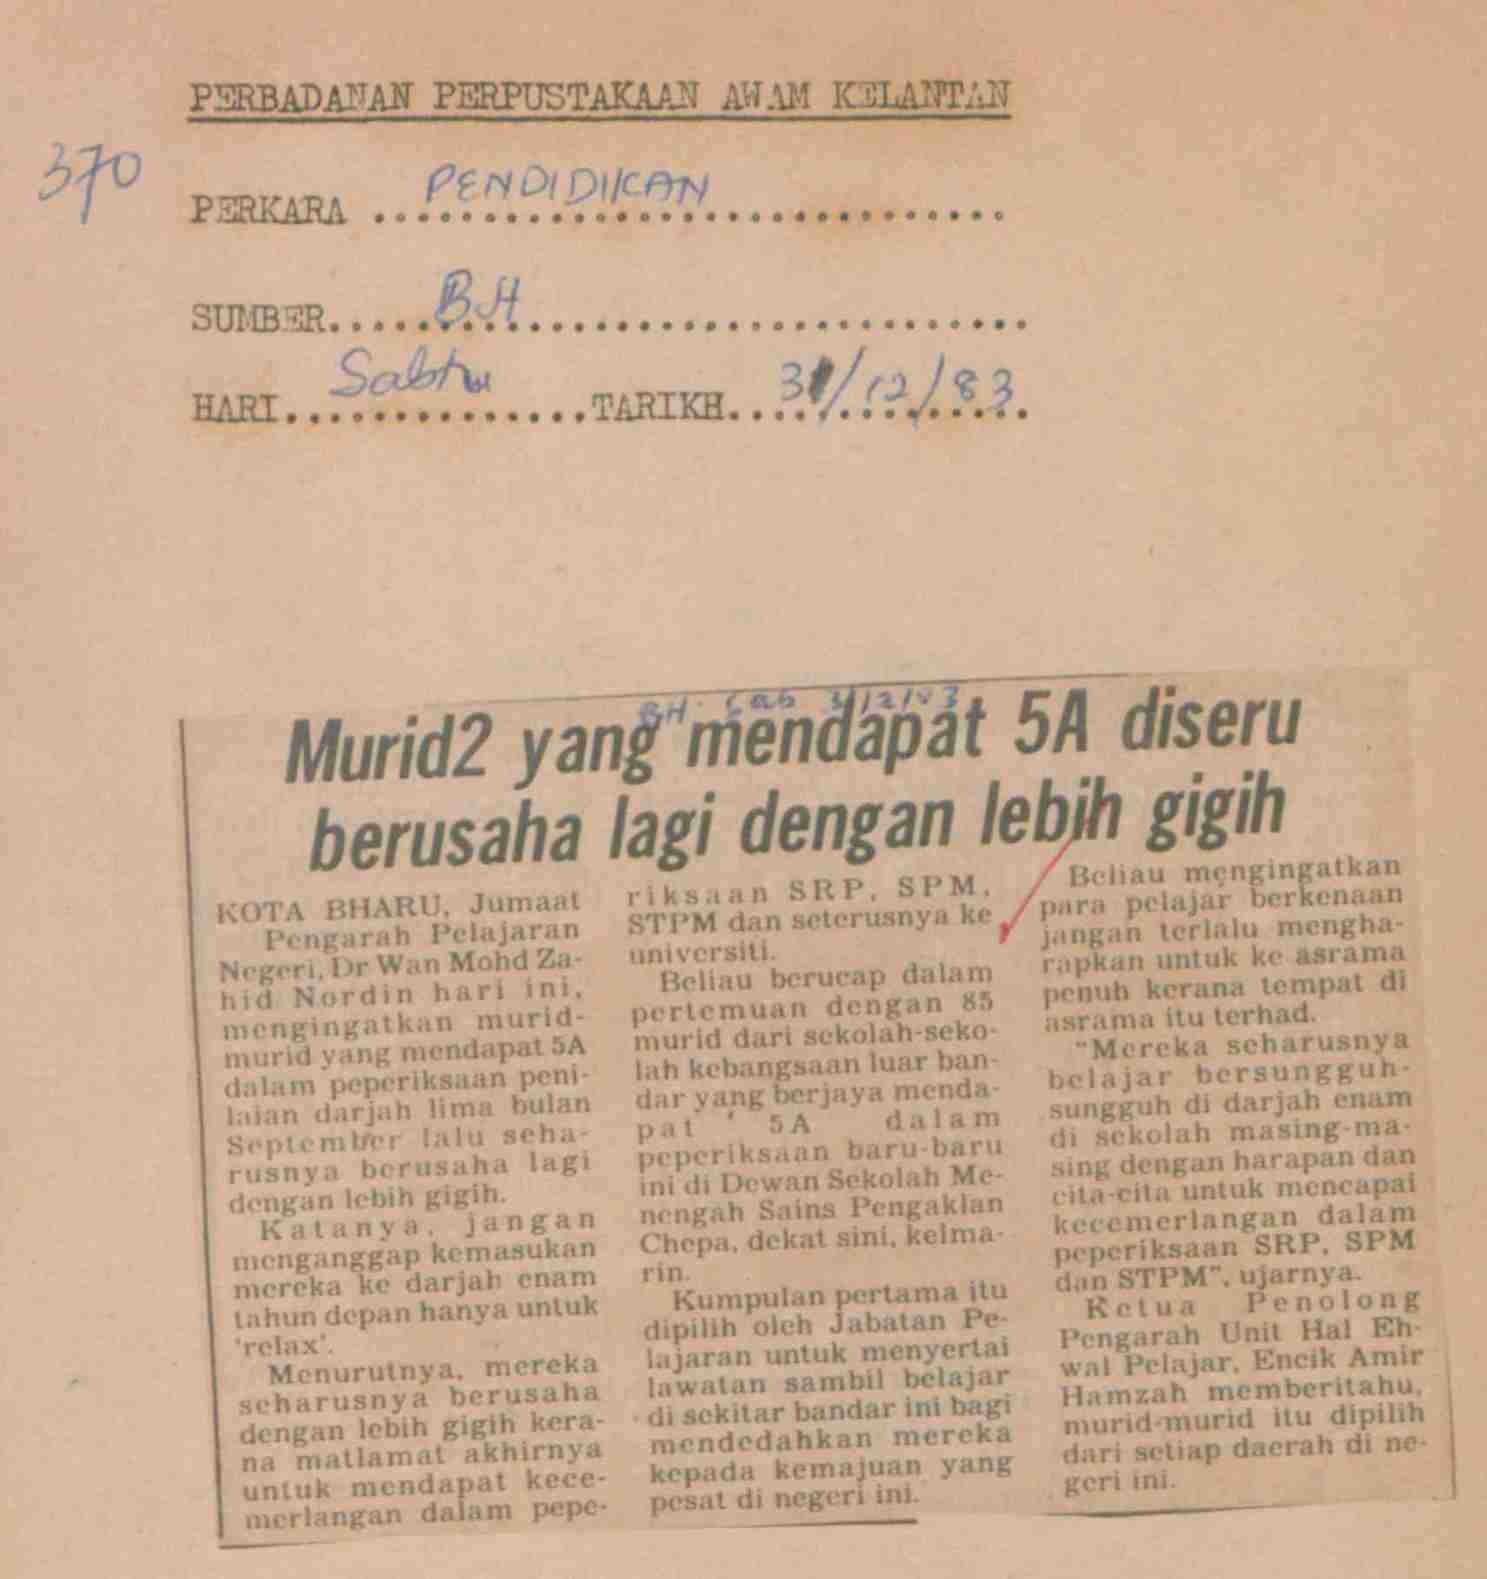 PERBADANAN PERPUSTAKAAN AWAM KELANTAN
370
PERKARA ............................. PENDIDIKAN
SUMBER................................ BH
HARI.............. Sabtu TARIKH.............. 31/12/83
BH. Sab 31/12/83
Murid2 yang mendapat 5A diseru
berusaha lagi dengan lebih gigih
KOTA BHARU, Jumaat
Pengarah Pelajaran
Negeri, Dr Wan Mohd Za-
hid Nordin hari ini,
mengingatkan murid-
murid yang mendapat 5A
dalam peperiksaan peni-
laian darjah lima bulan
September lalu seha-
rusnya berusaha lagi
dengan lebih gigih.
Katanya, jangan
menganggap kemasukan
mereka ke darjah enam
tahun depan hanya untuk
'relax'.
Menurutnya, mereka
seharusnya berusaha
dengan lebih gigih kera-
na matlamat akhirnya
untuk mendapat kece-
merlangan dalam pepe-
riksaan SRP, SPM,
STPM dan seterusnya ke
universiti.
Beliau berucap dalam
pertemuan dengan 85
murid dari sekolah-seko-
lah kebangsaan luar ban-
dar yang berjaya menda-
pat ' 5A dalam
peperiksaan baru-baru
ini di Dewan Sekolah Me-
nengah Sains Pengaklan
Chepa, dekat sini, kelma-
rin.
Kumpulan pertama itu
dipilih oleh Jabatan Pe-
lajaran untuk menyertai
lawatan sambil belajar
di sekitar bandar ini bagi
mendedahkan mereka
kepada kemajuan yang
pesat di negeri ini.
Beliau mengingatkan
para pelajar berkenaan
jangan terlalu mengha-
rapkan untuk ke asrama
penuh kerana tempat di
asrama itu terhad.
"Mereka seharusnya
belajar bersungguh-
sungguh di darjah enam
di sekolah masing-ma-
sing dengan harapan dan
cita-cita untuk mencapai
kecemerlangan dalam
peperiksaan SRP, SPM
dan STPM", ujarnya.
Ketua Penolong
Pengarah Unit Hal Eh-
wal Pelajar, Encik Amir
Hamzah memberitahu,
murid-murid itu dipilih
dari setiap daerah di ne-
geri ini.